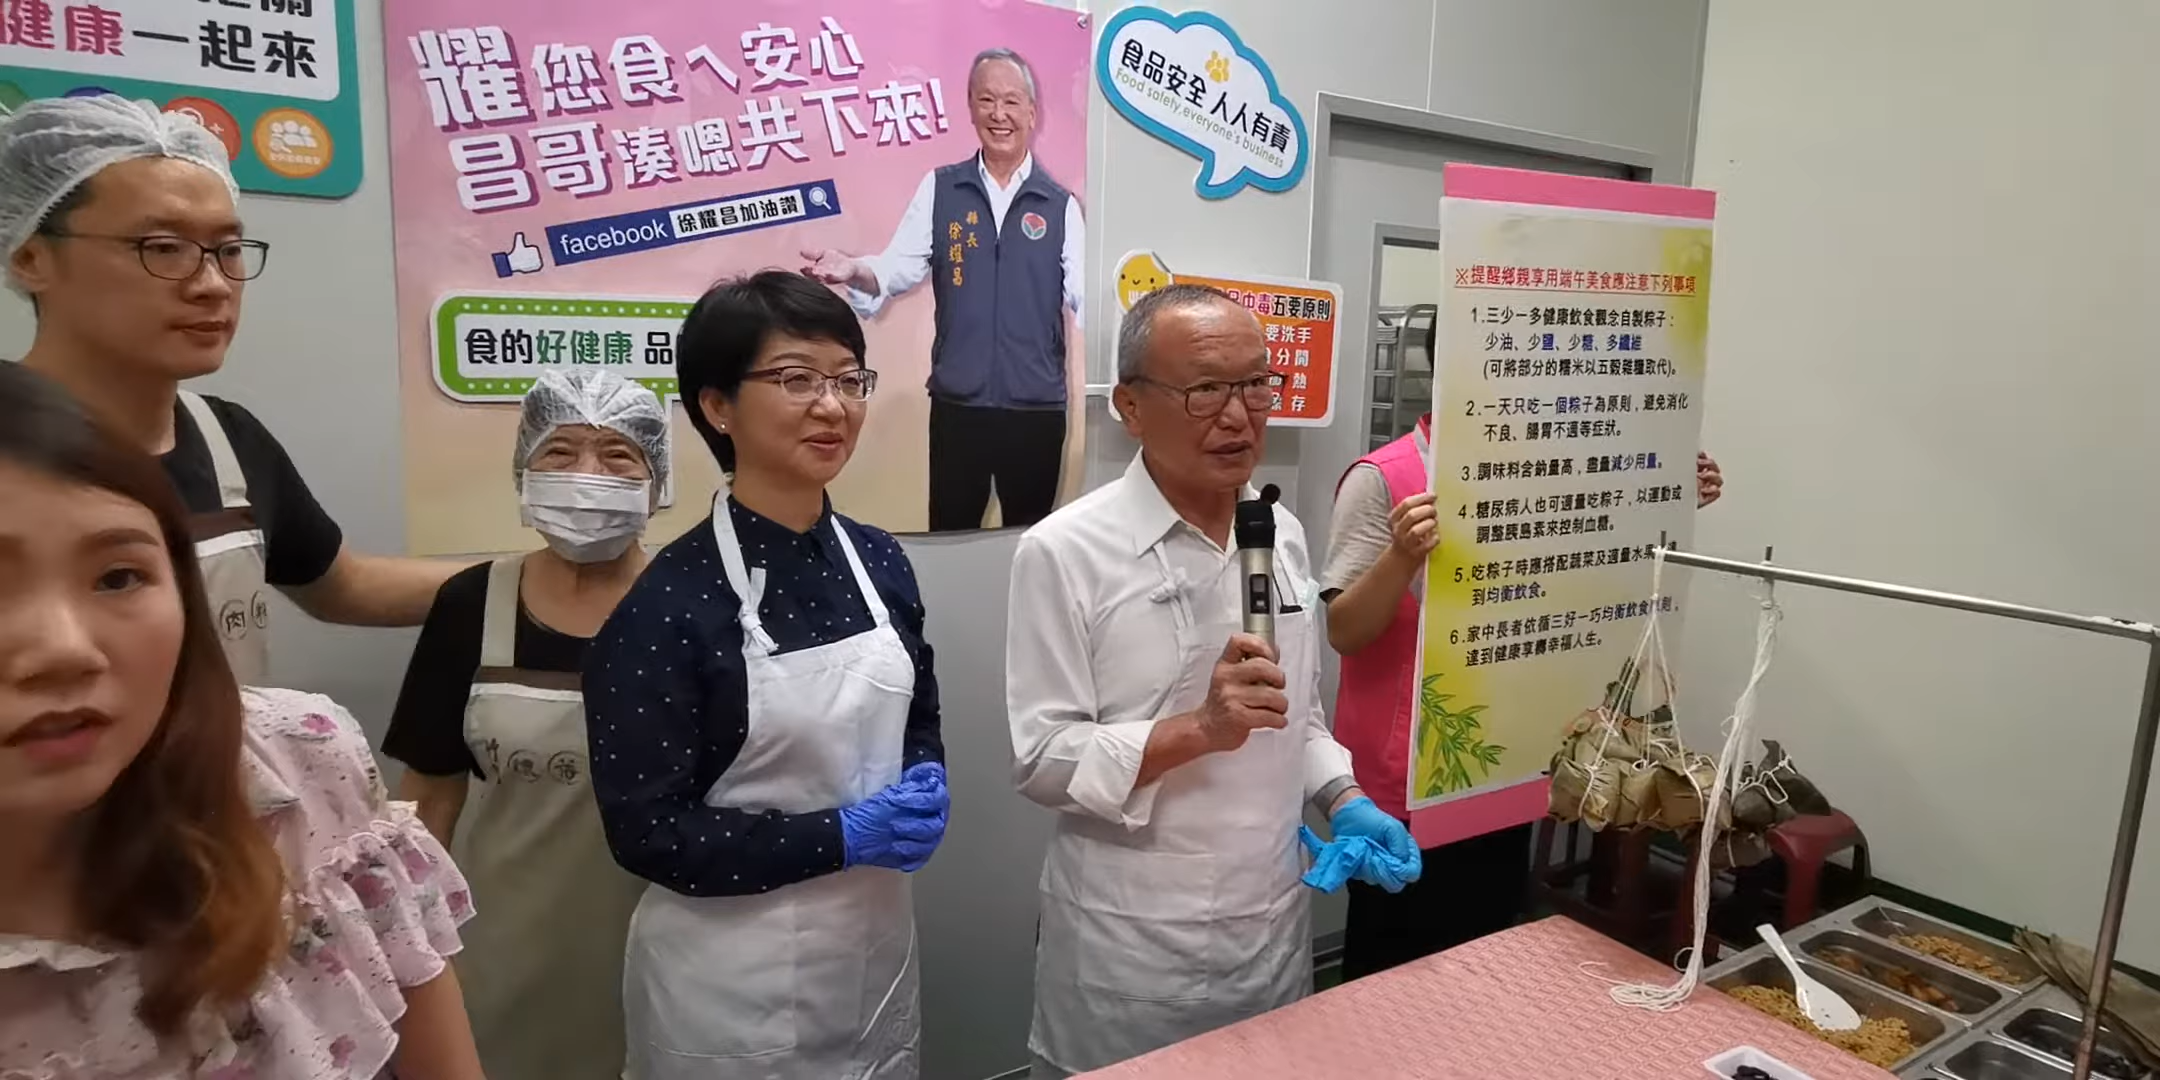 健康一起來
耀您食ㄟ安心
昌哥湊嗯共下來!
facebook 徐耀昌加油讚
縣長
徐耀昌
食的好健康 品
食品安全 人人有責
Food safety, everyone's business
中毒五要原則
要洗手
分開
熱
保存
※提醒鄉親享用端午美食應注意下列事項
1.三少一多健康飲食觀念自製粽子:
少油、少鹽、少糖、多纖維
(可將部分的糯米以五穀雜糧取代)。
2.一天只吃一個粽子為原則,避免消化
不良、腸胃不適等症狀。
3.調味料含鈉量高,盡量減少用量。
4.糖尿病人也可適量吃粽子,以運動或
調整胰島素來控制血糖。
5.吃粽子時應搭配蔬菜及適量水果 達
到均衡飲食。
6.家中長者依循三好一巧均衡飲食原則,
達到健康享壽幸福人生。
肉